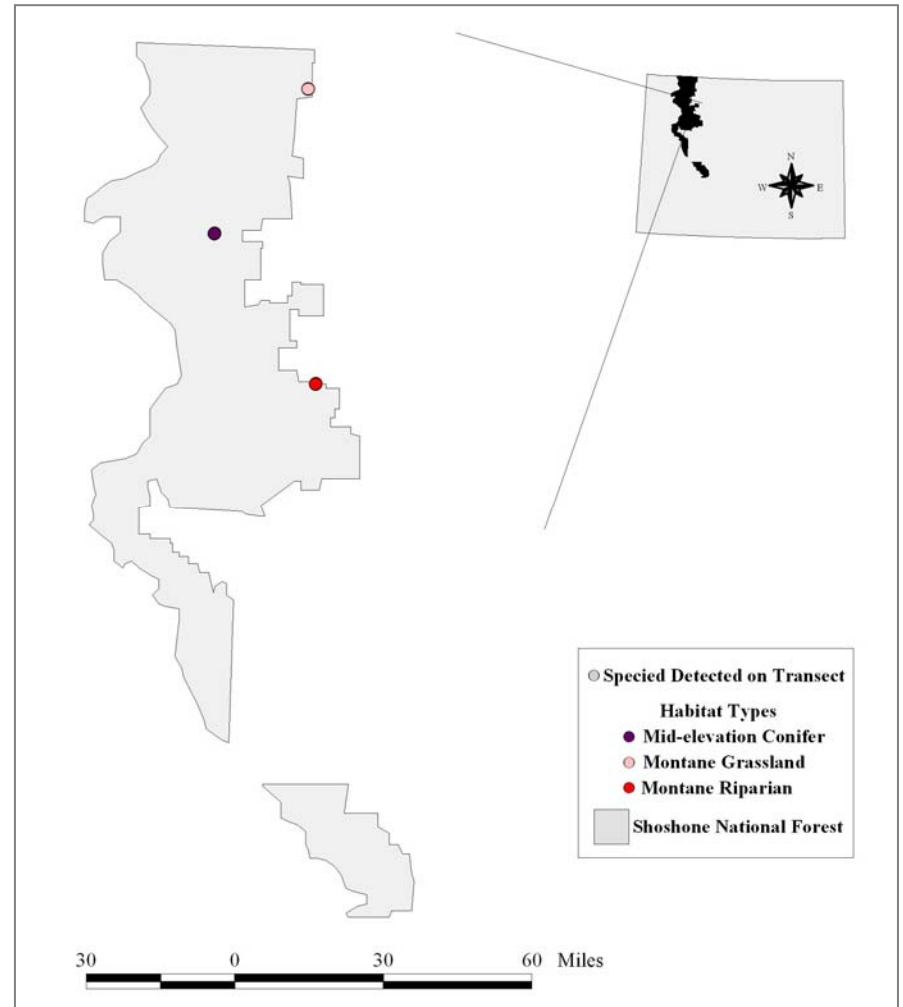 N
W E
S
Specied Detected on Transect
Habitat Types
Mid-elevation Conifer
Montane Grassland
Montane Riparian
Shoshone National Forest
30 0 30 60 Miles